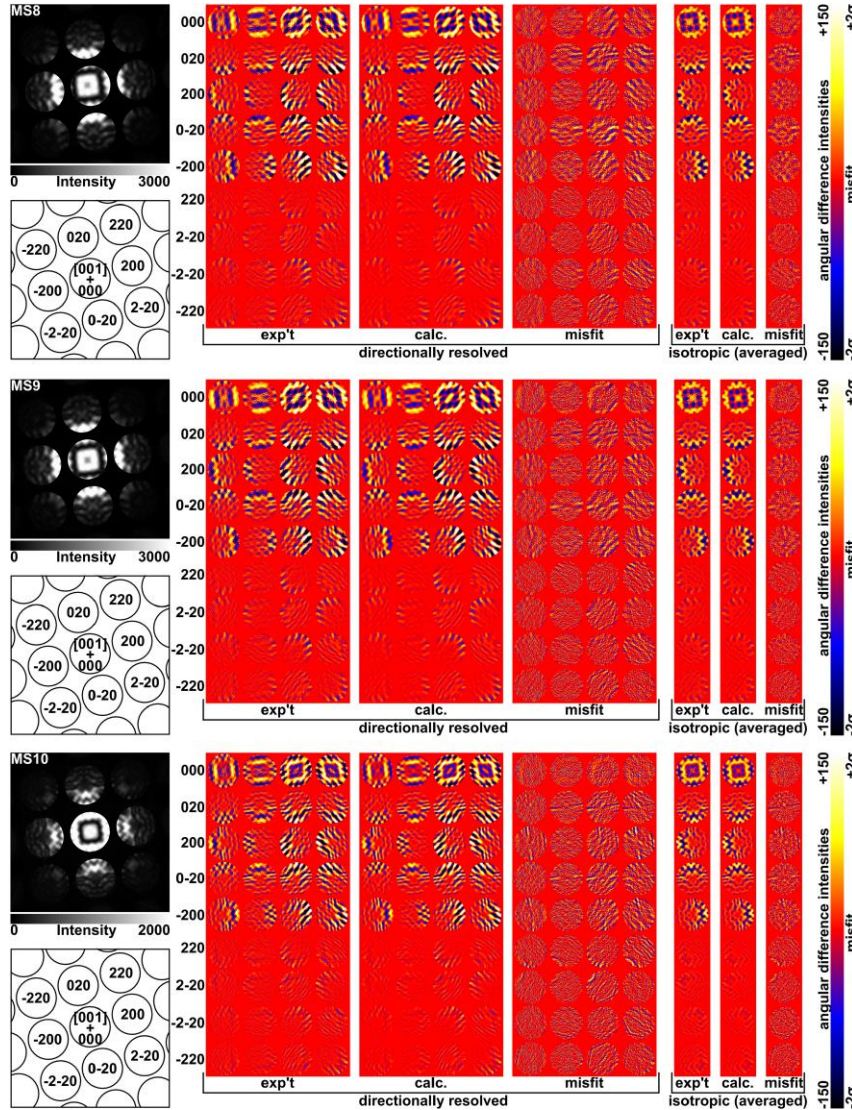 MS8
0 Intensity 3000
-220 020 220
-200 [001] 200
+
000
-2-20 0-20 2-20
000
020
200
0-20
-200
220
2-20
-2-20
-220
exp't calc. misfit
directionally resolved
exp't calc. misfit
isotropic (averaged)
-150 angular difference intensities +150
-2σ misfit +2σ
MS9
0 Intensity 3000
-220 020 220
-200 [001] 200
+
000
-2-20 0-20 2-20
000
020
200
0-20
-200
220
2-20
-2-20
-220
exp't calc. misfit
directionally resolved
exp't calc. misfit
isotropic (averaged)
-150 angular difference intensities +150
-2σ misfit +2σ
MS10
0 Intensity 2000
-220 020 220
-200 [001] 200
+
000
-2-20 0-20 2-20
000
020
200
0-20
-200
220
2-20
-2-20
-220
exp't calc. misfit
directionally resolved
exp't calc. misfit
isotropic (averaged)
-150 angular difference intensities +150
-2σ misfit +2σ